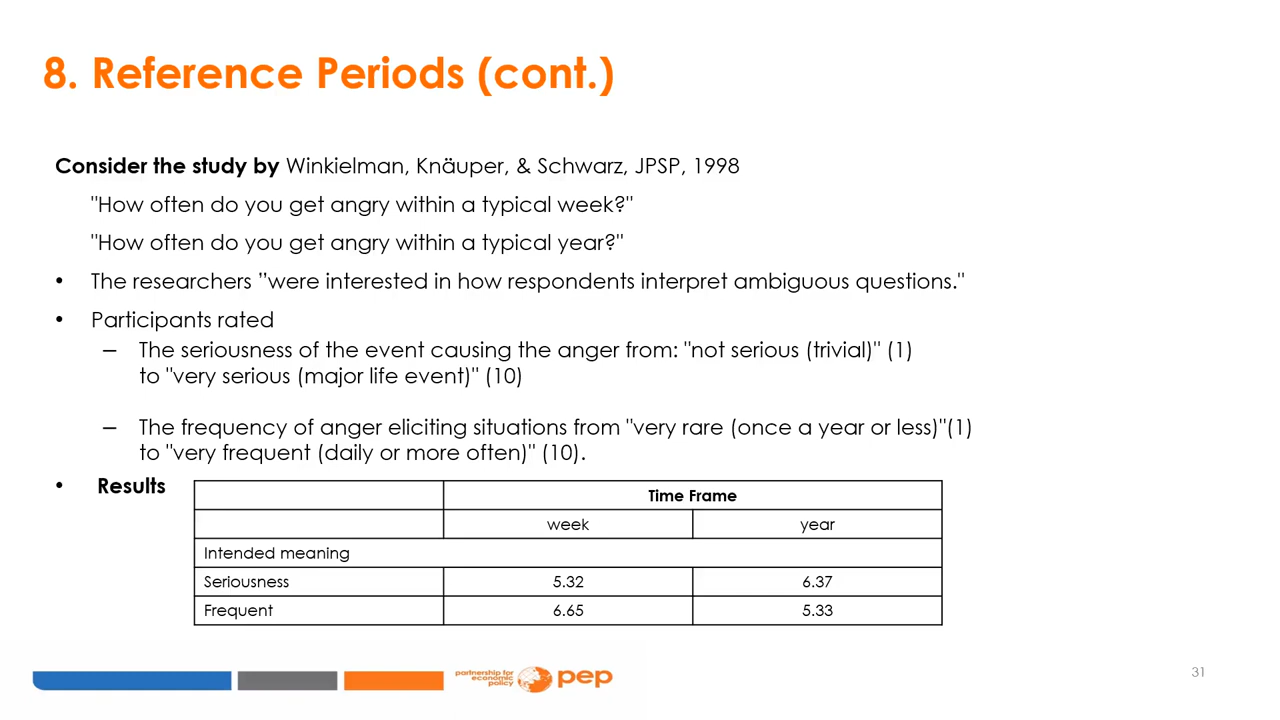 8. Reference Periods (cont.)
Consider the study by Winkielman, Knäuper, & Schwarz, JPSP, 1998
"How often do you get angry within a typical week?"
"How often do you get angry within a typical year?"
• The researchers ”were interested in how respondents interpret ambiguous questions."
• Participants rated
– The seriousness of the event causing the anger from: "not serious (trivial)" (1)
to "very serious (major life event)" (10)
– The frequency of anger eliciting situations from "very rare (once a year or less)"(1)
to "very frequent (daily or more often)" (10).
• Results
Time Frame
week year
Intended meaning
Seriousness 5.32 6.37
Frequent 6.65 5.33
partnership for
economic
policy
pep
31